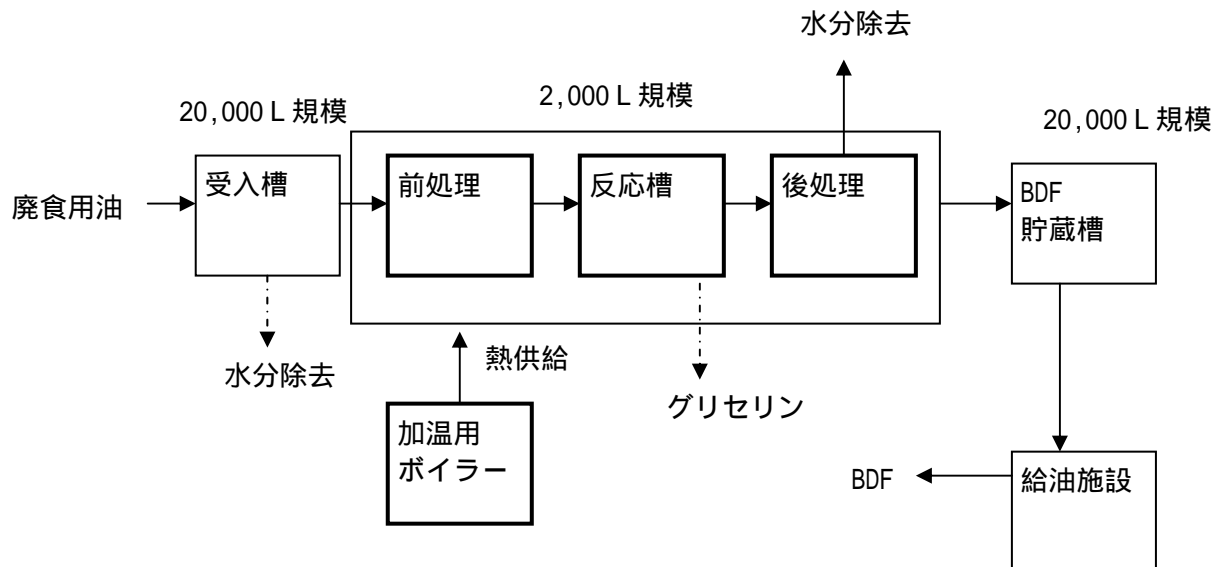 水分除去
20,000 L 規模
2,000 L 規模
20,000 L 規模
廃食用油
受入槽
前処理
反応槽
後処理
BDF
貯蔵槽
水分除去
熱供給
グリセリン
加温用
ボイラー
BDF
給油施設